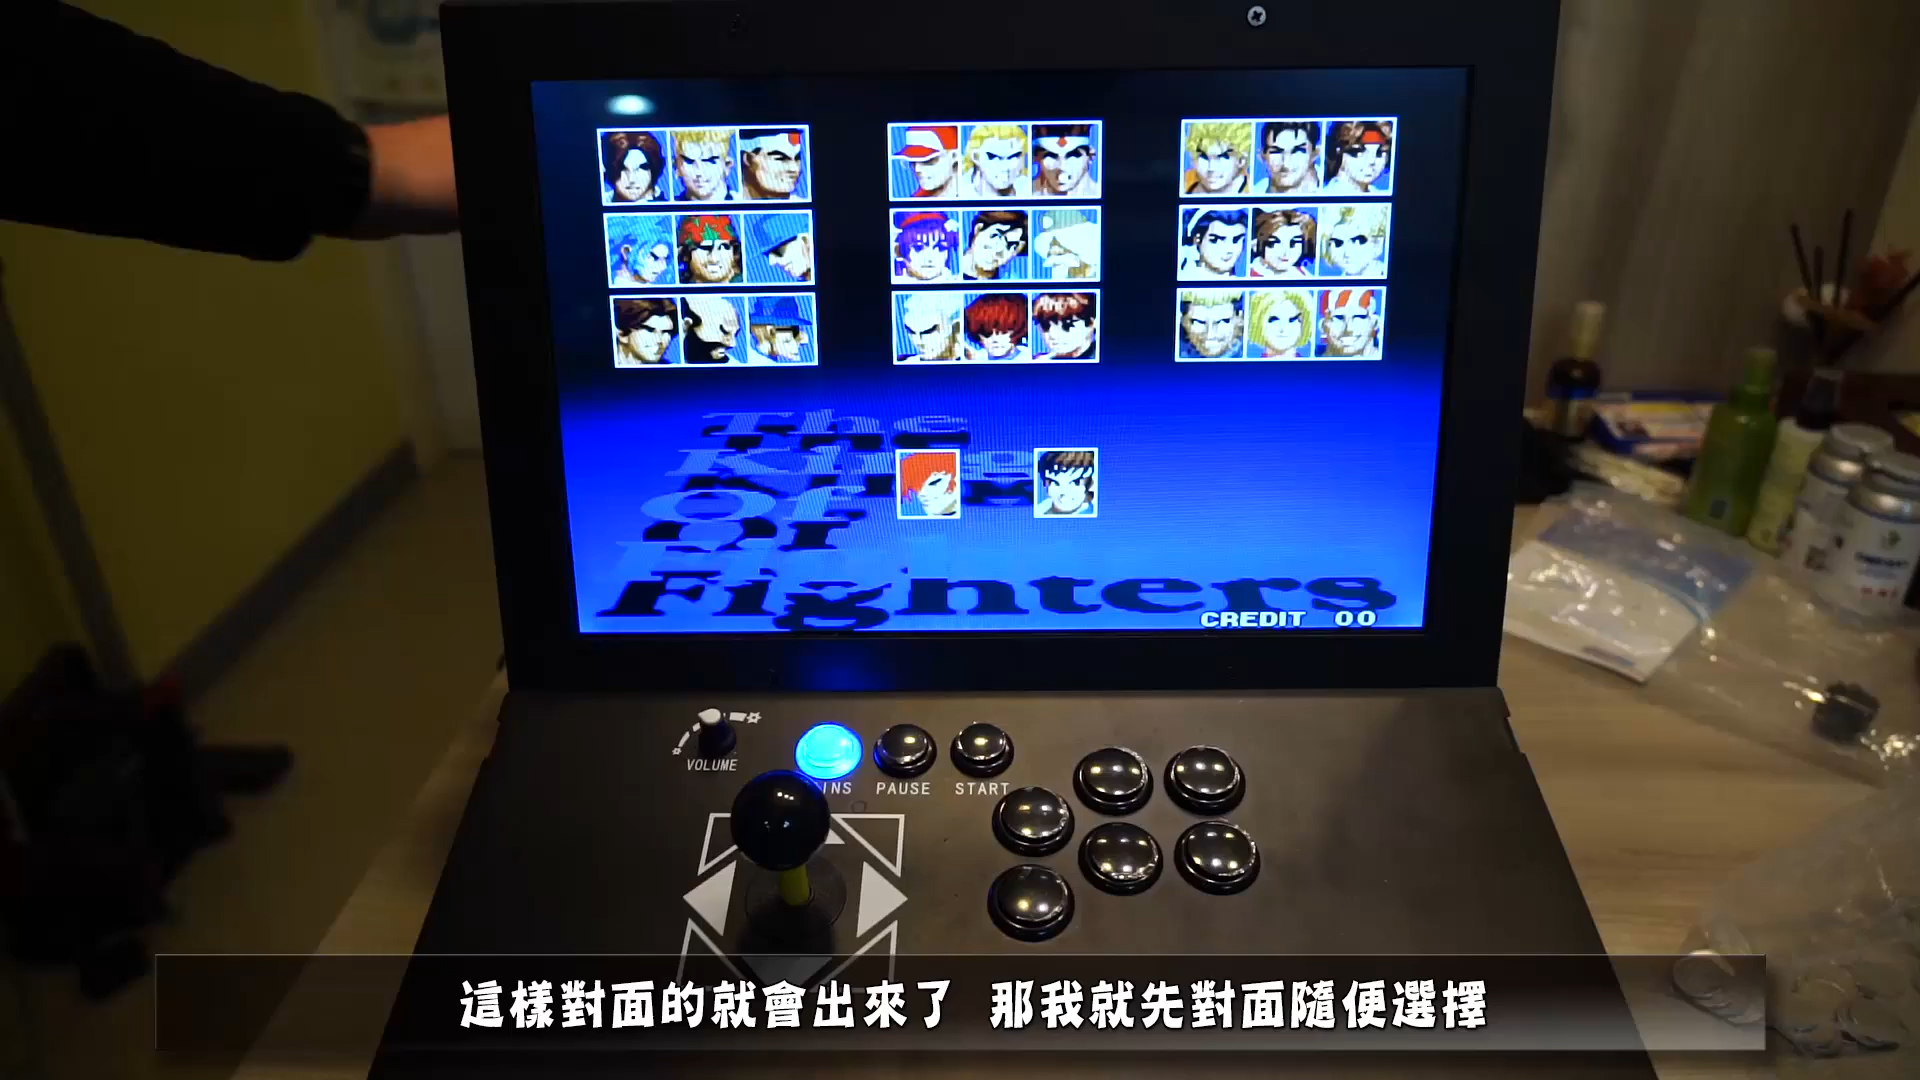 The
King
Of
Fighters
CREDIT 00
VOLUME
PAUSE
START
這樣對面的就會出來了 那我就先對面隨便選擇